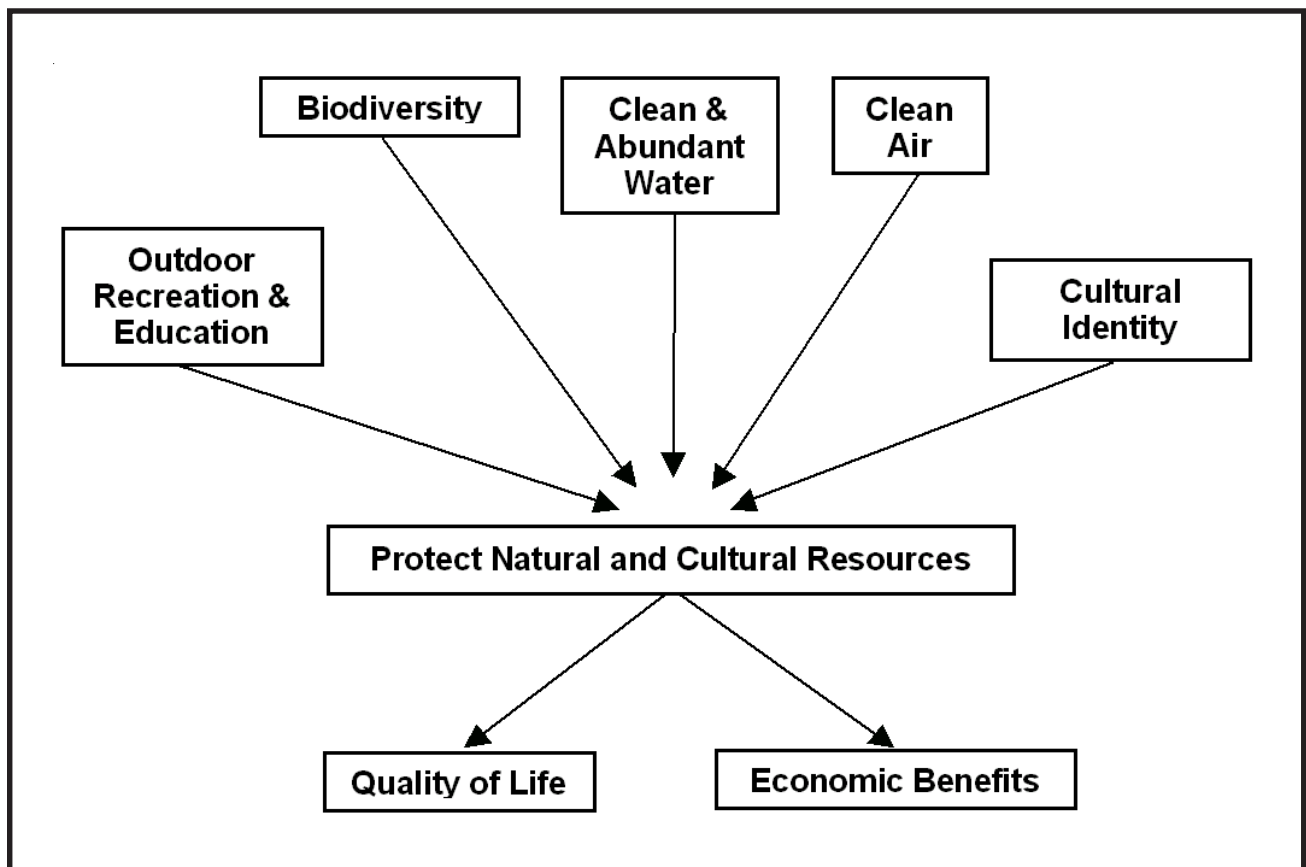 Biodiversity
Clean &
Abundant
Water
Clean
Air
Outdoor
Recreation &
Education
Cultural
Identity
Protect Natural and Cultural Resources
Quality of Life
Economic Benefits